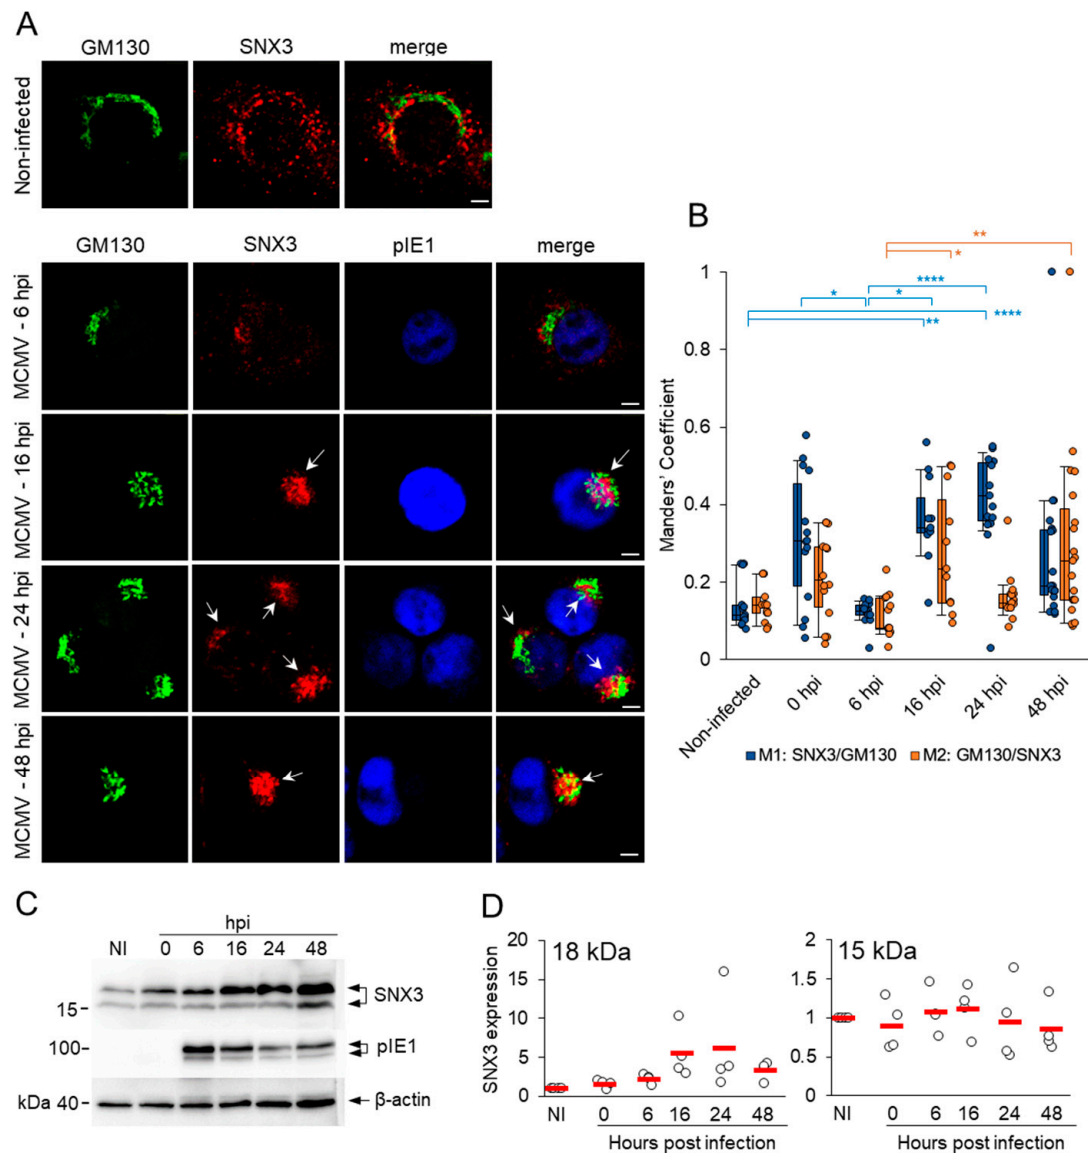 A
GM130 SNX3 merge
Non-infected
GM130 SNX3 pIE1 merge
MCMV - 6 hpi
MCMV - 16 hpi
MCMV - 24 hpi
MCMV - 48 hpi
B
**
*
****
* *
****
**
Manders' Coefficient
1
0.8
0.6
0.4
0.2
0
Non-infected 0 hpi 6 hpi 16 hpi 24 hpi 48 hpi
M1: SNX3/GM130 M2: GM130/SNX3
C
hpi
NI 0 6 16 24 48
SNX3
15-
100- pIE1
kDa 40- β-actin
D
SNX3 expression
18 kDa
20
15
10
5
0
NI 0 6 16 24 48
Hours post infection
15 kDa
2
1.5
1
0.5
0
NI 0 6 16 24 48
Hours post infection